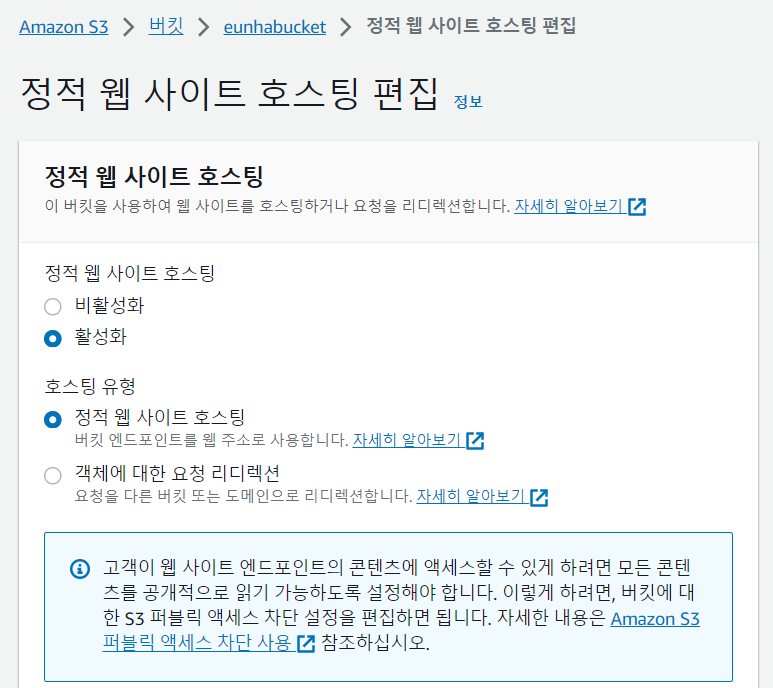 Amazon S3 > 버킷 > eunhabucket > 정적 웹 사이트 호스팅 편집
정적 웹 사이트 호스팅 편집 정보
정적 웹 사이트 호스팅
이 버킷을 사용하여 웹 사이트를 호스팅하거나 요청을 리디렉션합니다. 자세히 알아보기
정적 웹 사이트 호스팅
비활성화
활성화
호스팅 유형
정적 웹 사이트 호스팅
버킷 엔드포인트를 웹 주소로 사용합니다. 자세히 알아보기
객체에 대한 요청 리디렉션
요청을 다른 버킷 또는 도메인으로 리디렉션합니다. 자세히 알아보기
고객이 웹 사이트 엔드포인트의 콘텐츠에 액세스할 수 있게 하려면 모든 콘텐
츠를 공개적으로 읽기 가능하도록 설정해야 합니다. 이렇게 하려면, 버킷에 대
한 S3 퍼블릭 액세스 차단 설정을 편집하면 됩니다. 자세한 내용은 Amazon S3
퍼블릭 액세스 차단 사용 참조하십시오.